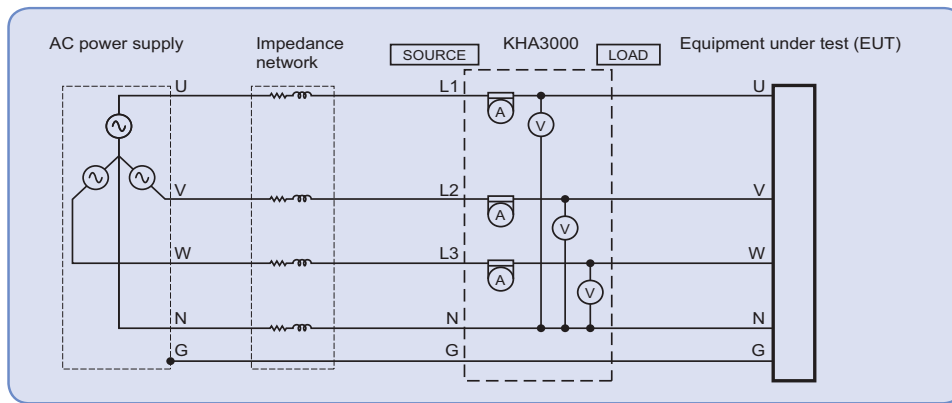 AC power supply
Impedance
network
SOURCE
KHA3000
LOAD
Equipment under test (EUT)
U
L1
U
A
V
V
L2
V
A
V
W
L3
W
A
V
N
N
N
G
G
G